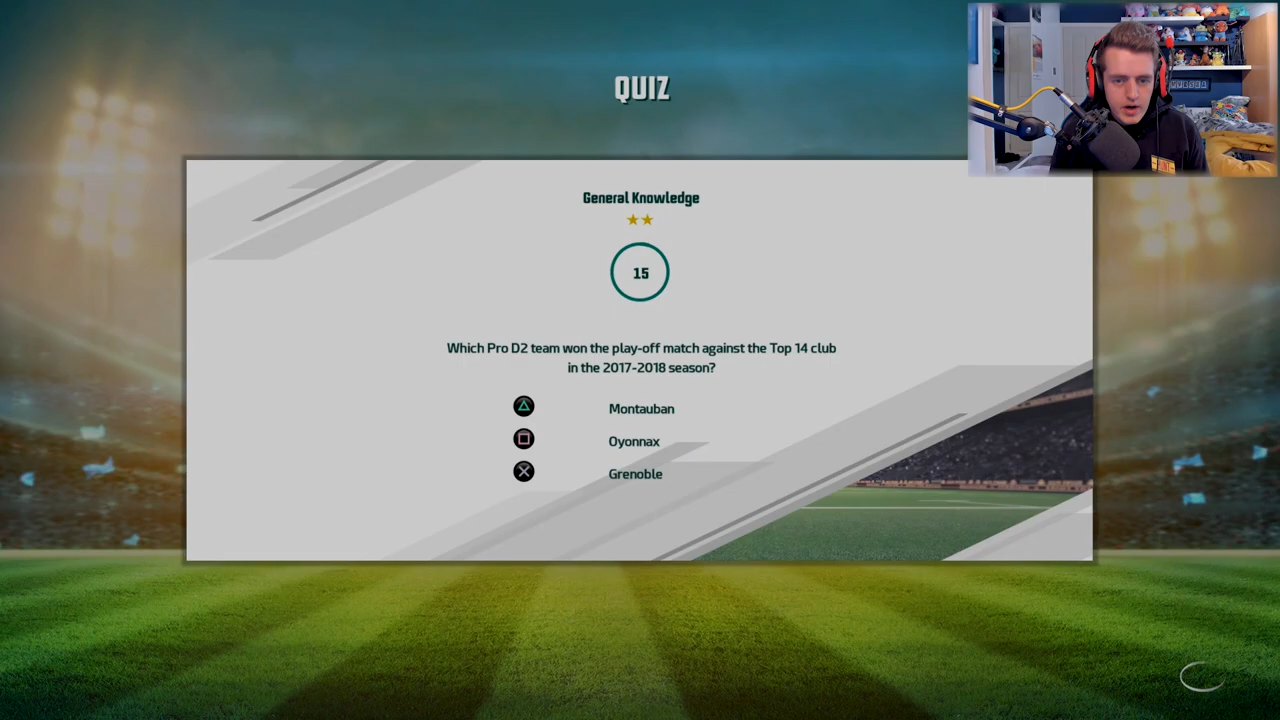 QUIZ
General Knowledge
15
Which Pro D2 team won the play-off match against the Top 14 club
in the 2017-2018 season?
Montauban
Oyonnax
Grenoble